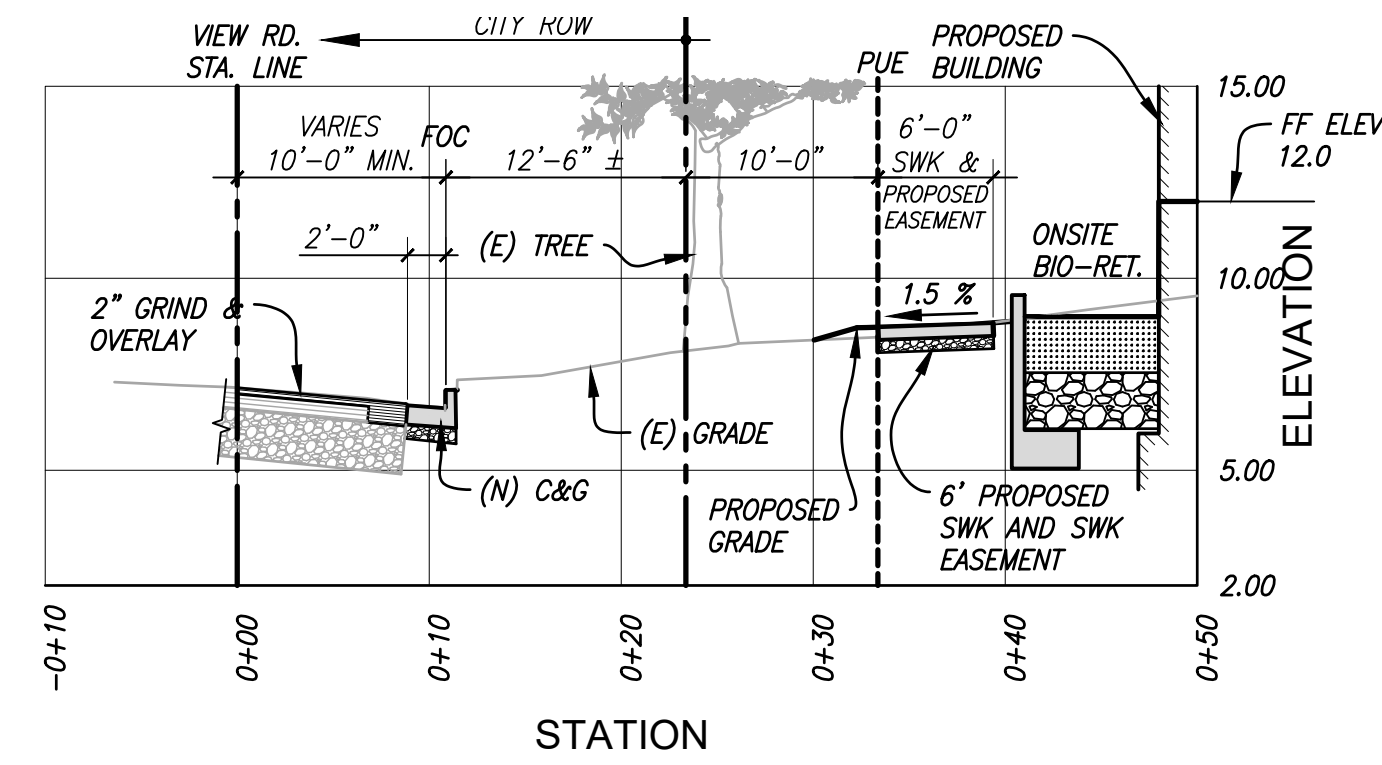 VIEW RD.
STA. LINE
CITY ROW
PUE
PROPOSED
BUILDING
15.00
FF ELEV
12.0
VARIES
10'-0" MIN.
FOC
12'-6" ±
10'-0"
6'-0"
SWK &
PROPOSED
EASEMENT
2'-0"
(E) TREE
ONSITE
BIO-RET.
10.00
ELEVATION
2" GRIND &
OVERLAY
1.5 %
(E) GRADE
(N) C&G
5.00
PROPOSED
GRADE
6' PROPOSED
SWK AND SWK
EASEMENT
2.00
-0+10
0+00
0+10
0+20
0+30
0+40
0+50
STATION